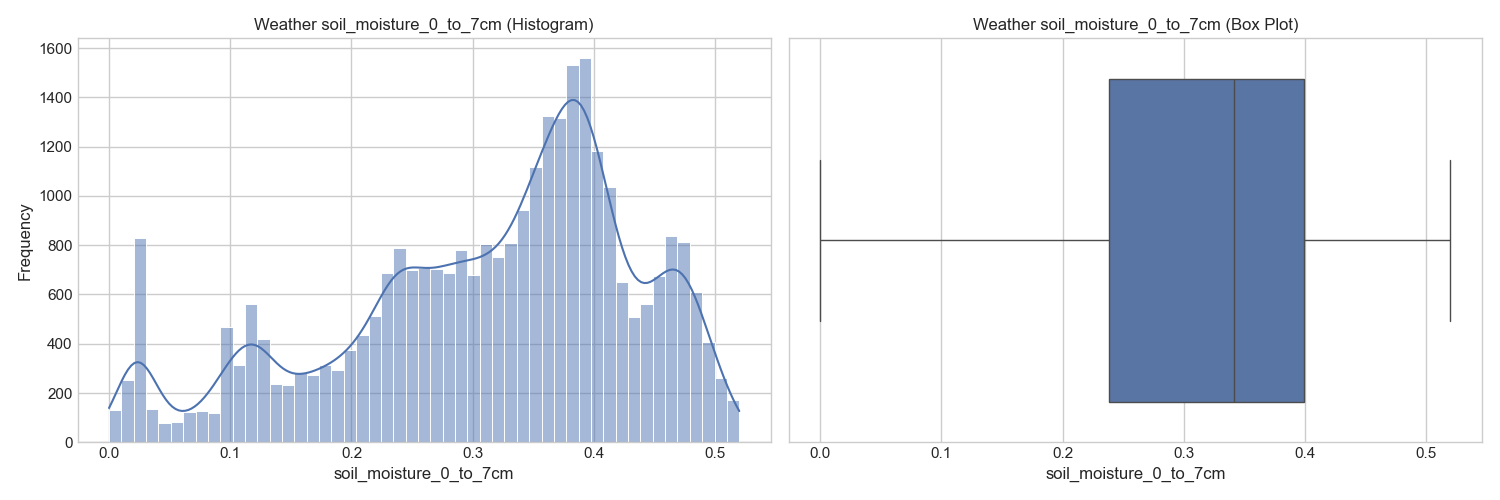 Weather soil_moisture_0_to_7cm (Histogram)
1600
1400
1200
1000
800
600
400
200
0
Frequency
0.0 0.1 0.2 0.3 0.4 0.5
soil_moisture_0_to_7cm
Weather soil_moisture_0_to_7cm (Box Plot)
0.0 0.1 0.2 0.3 0.4 0.5
soil_moisture_0_to_7cm